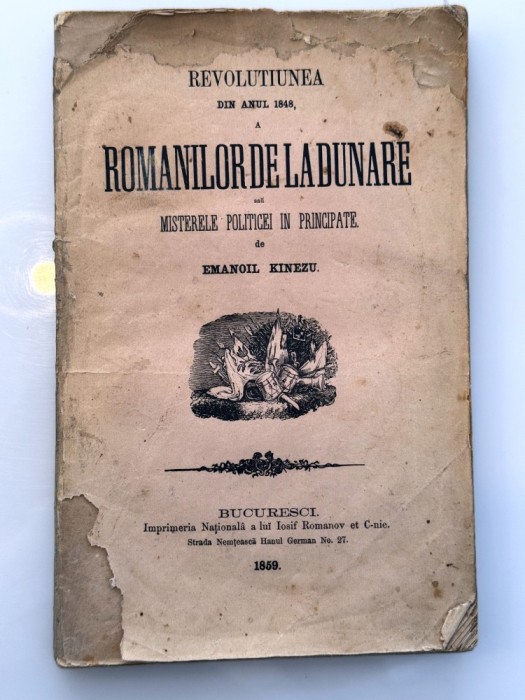 REVOLUTIUNEA
DIN ANUL 1848,
A
ROMANILOR DE LA DUNARE
saŭ
MISTERELE POLITICEI IN PRINCIPATE.
de
EMANOIL KINEZU.
BUCURESCI.
Imprimeria Naţională a luĭ Iosif Romanov et C-nie.
Strada Nemţească Hanul German No. 27.
1859.